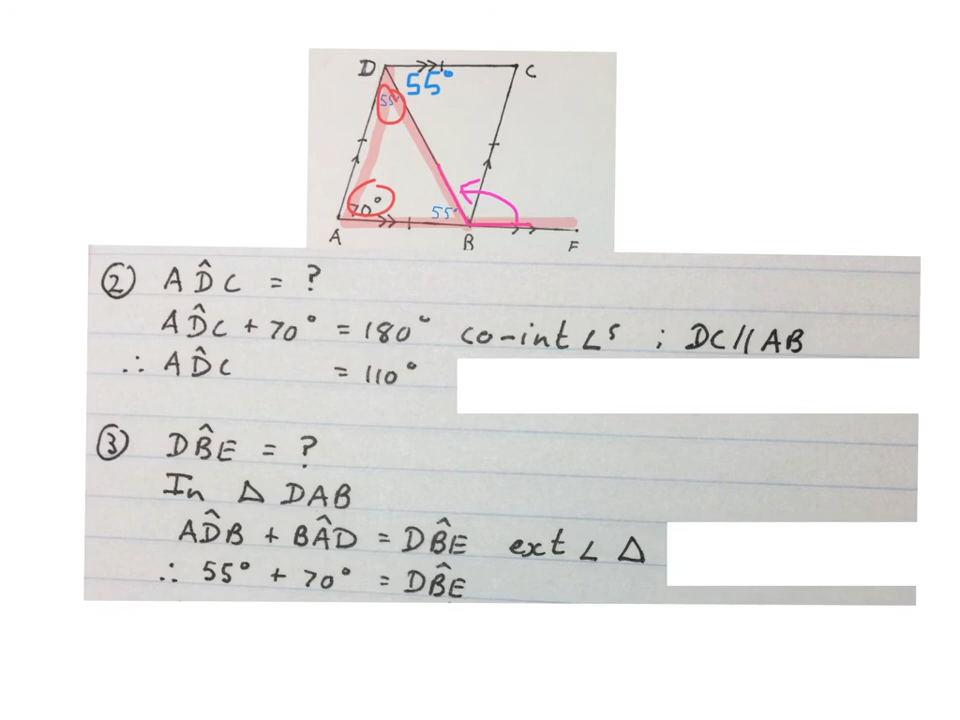 D C
55°
55°
70° 55°
A B E
② AD̂C = ?
AD̂C + 70° = 180° co-int ∠s ; DC//AB
∴ AD̂C = 110°
③ DB̂E = ?
In Δ DAB
AD̂B + BÂD = DB̂E ext ∠ Δ
∴ 55° + 70° = DB̂E